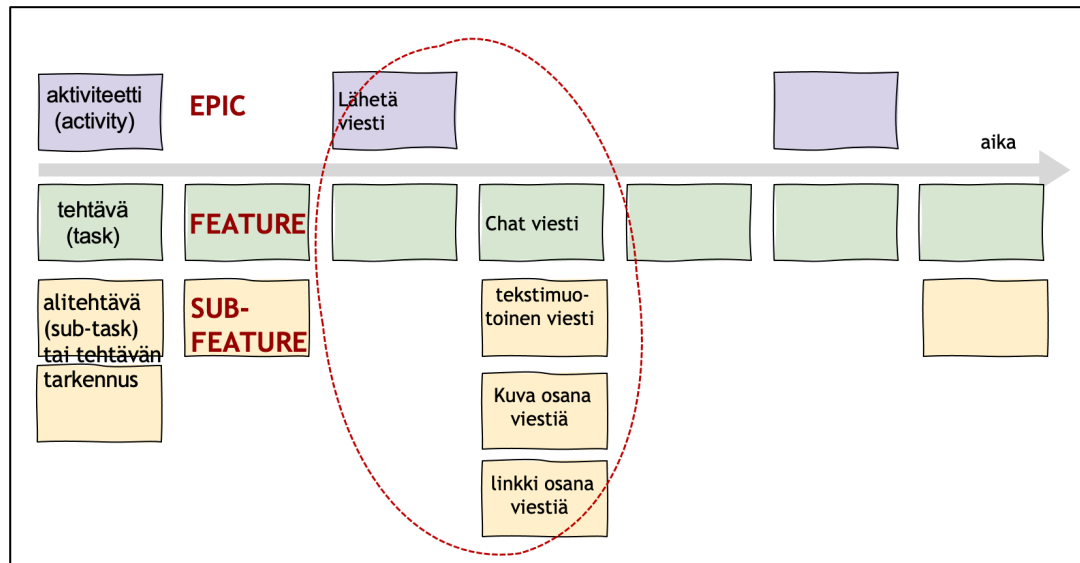 aktiviteetti
(activity)
EPIC
Lähetä
viesti
aika
tehtävä
(task)
FEATURE
Chat viesti
alitehtävä
(sub-task)
tai tehtävän
tarkennus
SUB-
FEATURE
tekstimuo-
toinen viesti
Kuva osana
viestiä
linkki osana
viestiä